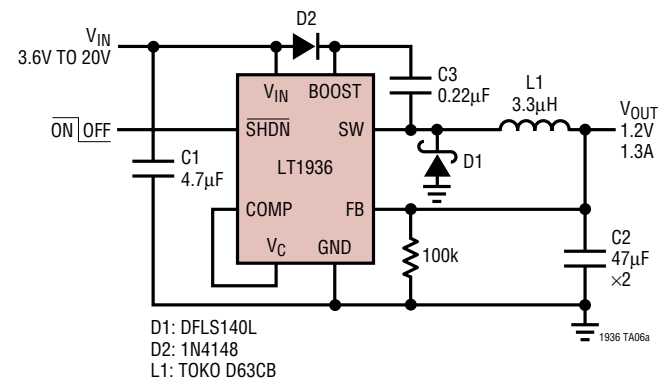 D2
VIN
3.6V TO 20V
VIN
BOOST
C3
0.22µF
L1
3.3µH
VOUT
1.2V
1.3A
ON OFF
SHDN
SW
D1
C1
4.7µF
LT1936
COMP
FB
VC
GND
100k
C2
47µF
×2
1936 TA06a
D1: DFLS140L
D2: 1N4148
L1: TOKO D63CB